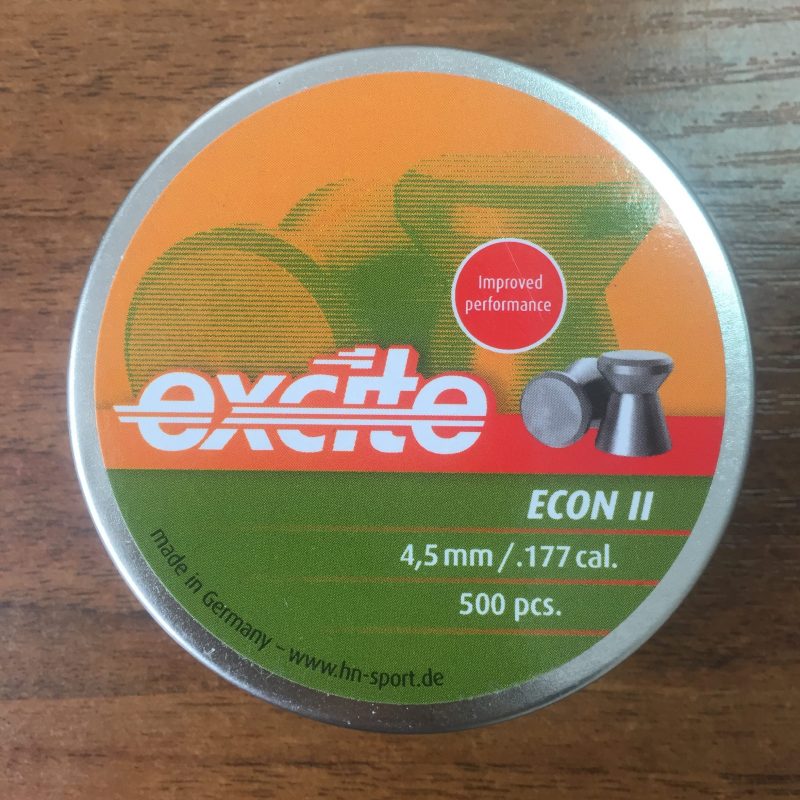 Improved
performance
excite
ECON II
4,5 mm / .177 cal.
500 pcs.
made in Germany – www.hn-sport.de